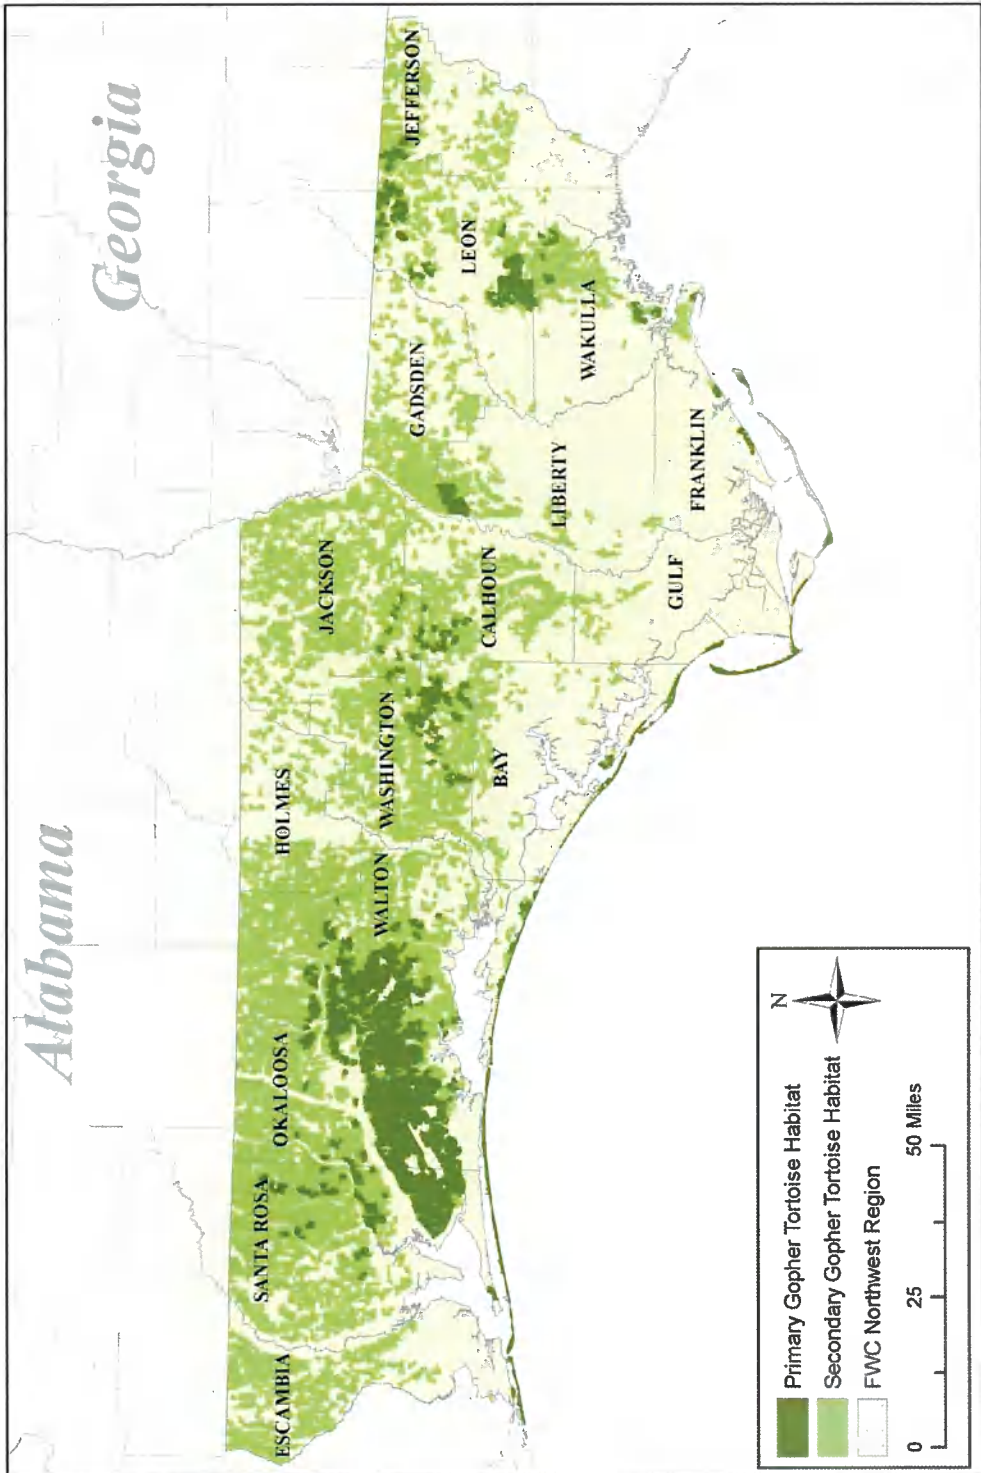 Alabama
Georgia
ESCAMBIA
SANTA ROSA
OKALOOSA
WALTON
HOLMES
WASHINGTON
BAY
JACKSON
CALHOUN
GULF
GADSDEN
LIBERTY
FRANKLIN
LEON
WAKULLA
JEFFERSON
Primary Gopher Tortoise Habitat
Secondary Gopher Tortoise Habitat
FWC Northwest Region
N
0 25 50 Miles